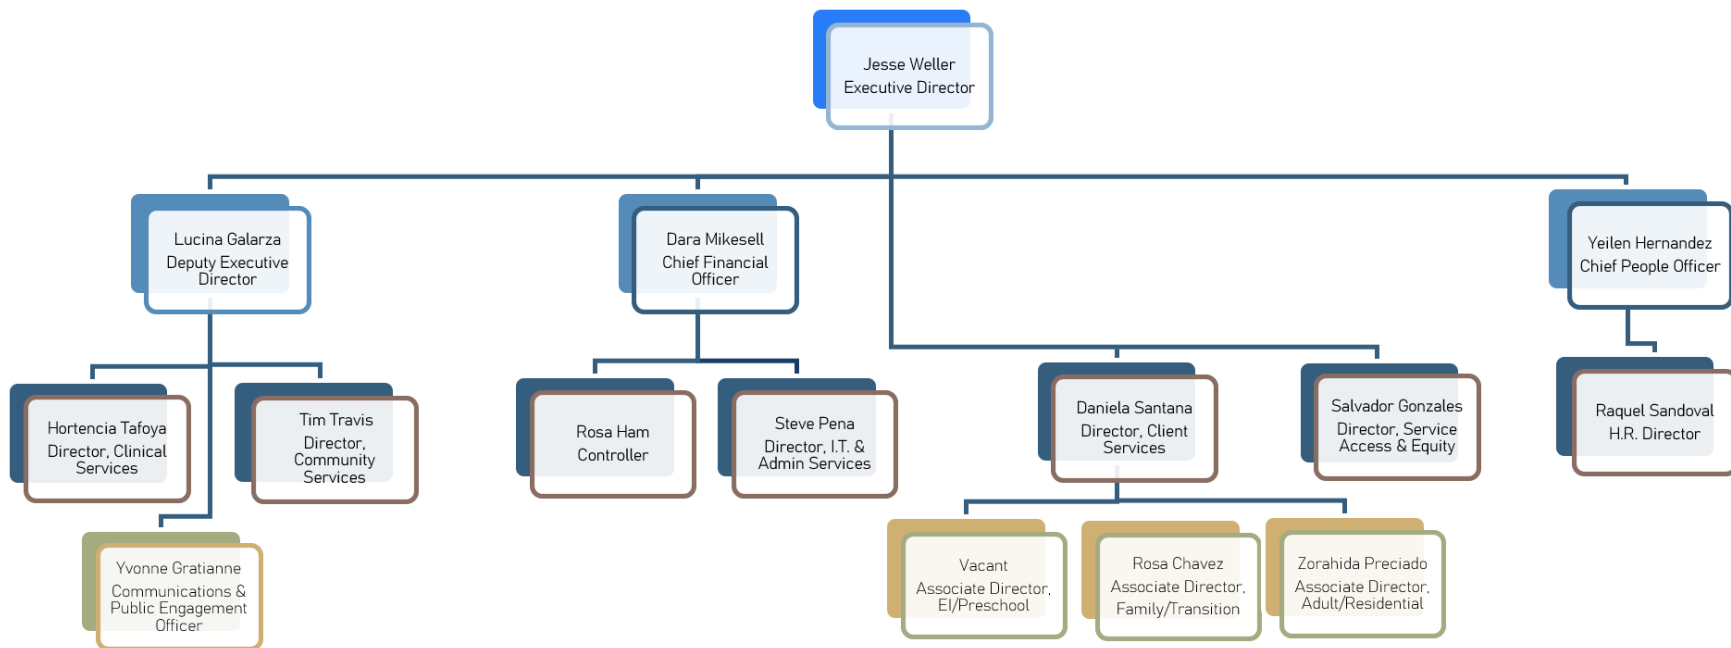 Jesse Weller
Executive Director
Lucina Galarza
Deputy Executive
Director
Dara Mikesell
Chief Financial
Officer
Yeilen Hernandez
Chief People Officer
Hortencia Tafoya
Director, Clinical
Services
Tim Travis
Director,
Community
Services
Rosa Ham
Controller
Steve Pena
Director, I.T. &
Admin Services
Daniela Santana
Director, Client
Services
Salvador Gonzales
Director, Service
Access & Equity
Raquel Sandoval
H.R. Director
Yvonne Gratianne
Communications &
Public Engagement
Officer
Vacant
Associate Director,
EI/Preschool
Rosa Chavez
Associate Director,
Family/Transition
Zorahida Preciado
Associate Director,
Adult/Residential